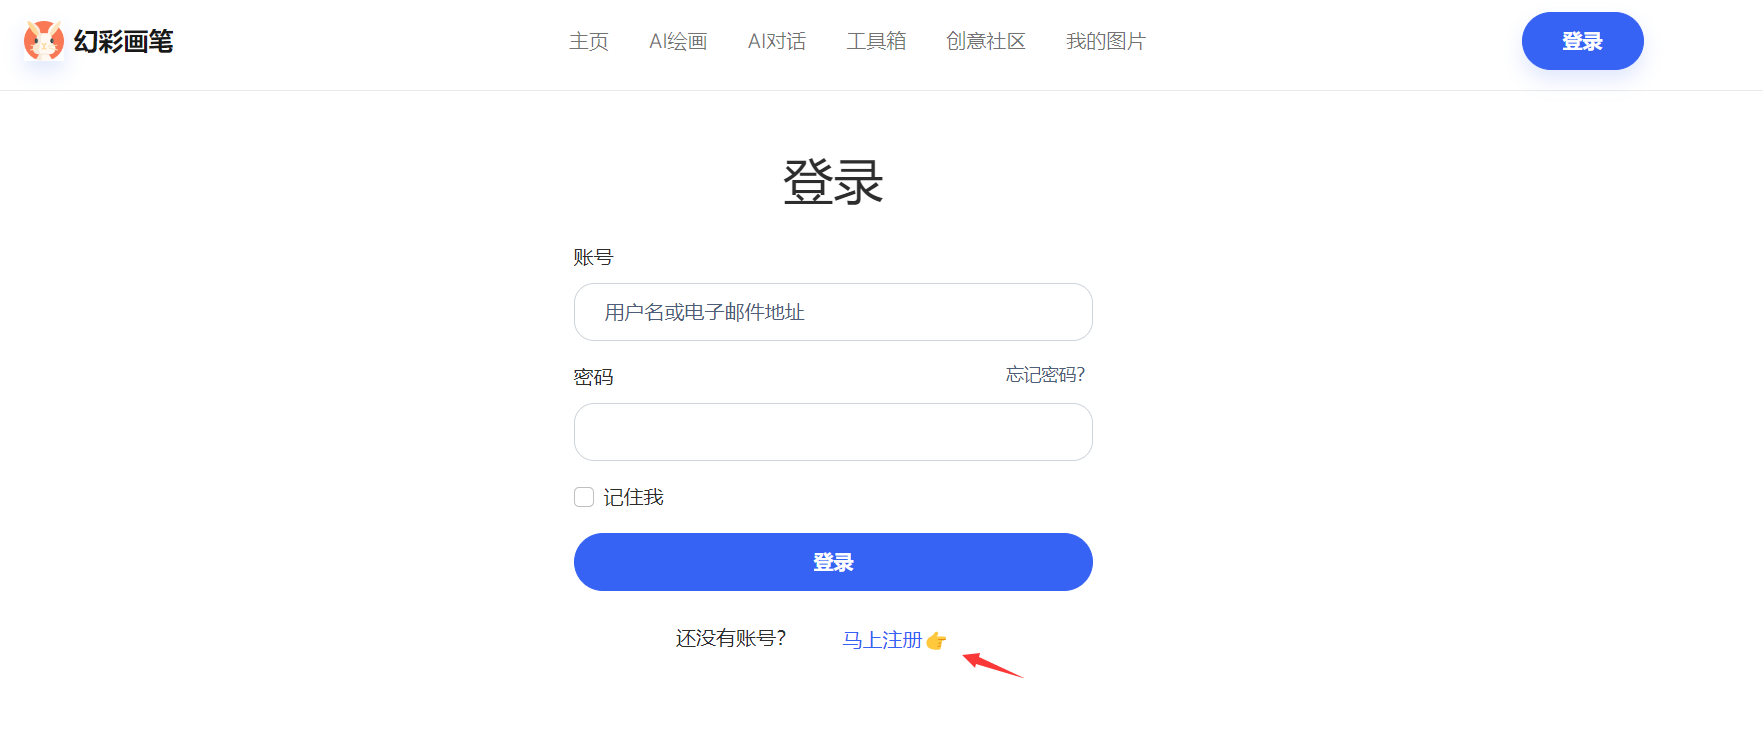 幻彩画笔
主页 AI绘画 AI对话 工具箱 创意社区 我的图片
登录
登录
账号
用户名或电子邮件地址
密码 忘记密码?
记住我
登录
还没有账号? 马上注册👉